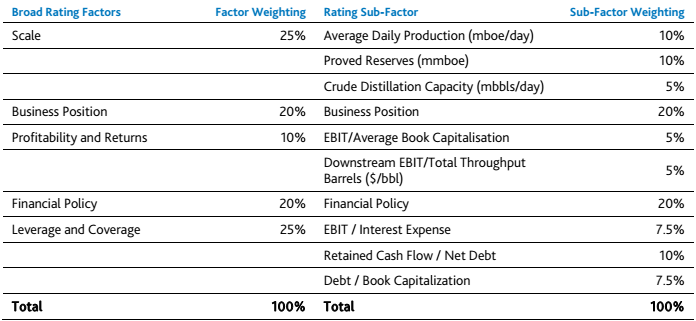 Broad Rating Factors Factor Weighting Rating Sub-Factor Sub-Factor Weighting
Scale 25% Average Daily Production (mboe/day) 10%
Proved Reserves (mmboe) 10%
Crude Distillation Capacity (mbbls/day) 5%
Business Position 20% Business Position 20%
Profitability and Returns 10% EBIT/Average Book Capitalisation 5%
Downstream EBIT/Total Throughput
Barrels ($/bbl) 5%
Financial Policy 20% Financial Policy 20%
Leverage and Coverage 25% EBIT / Interest Expense 7.5%
Retained Cash Flow / Net Debt 10%
Debt / Book Capitalization 7.5%
Total 100% Total 100%